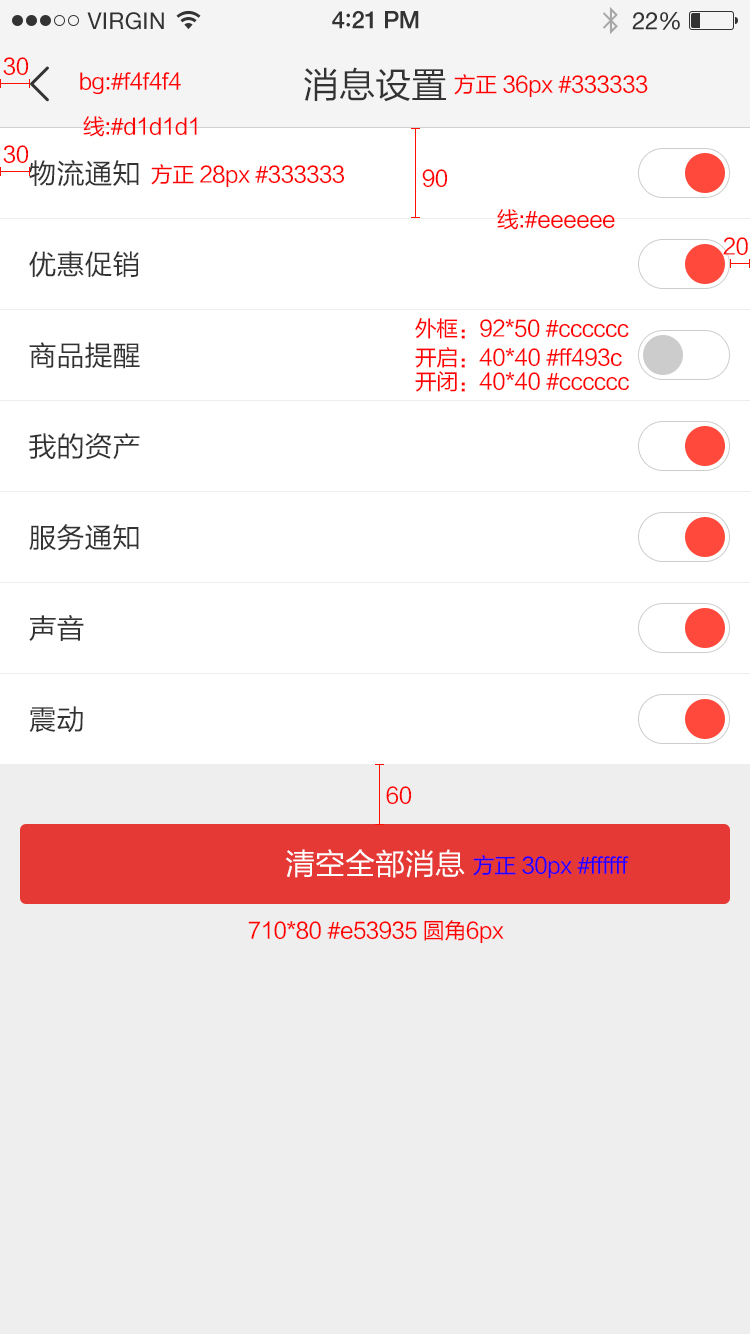 VIRGIN 4:21 PM 22%
30 bg:#f4f4f4 消息设置 方正 36px #333333
线:#d1d1d1
30 物流通知 方正 28px #333333 90
线:#eeeeee
优惠促销 20
外框：92*50 #cccccc
商品提醒 开启：40*40 #ff493c
开闭：40*40 #cccccc
我的资产
服务通知
声音
震动
60
清空全部消息 方正 30px #ffffff
710*80 #e53935 圆角6px